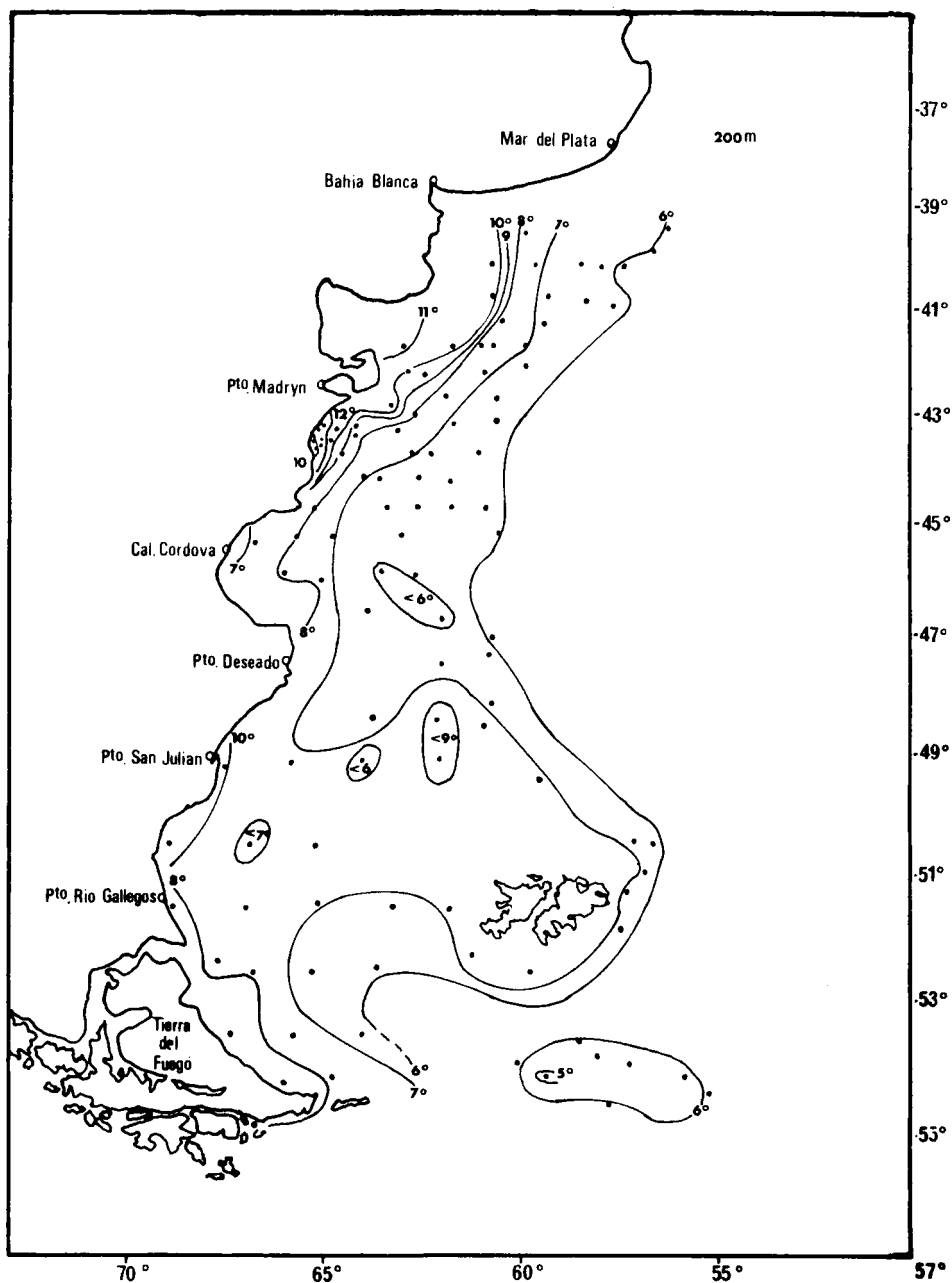 -37°
Mar del Plata
200m
Bahia Blanca
-39°
6°
10° 8° 7°
9
-41°
11°
Pto. Madryn
-43°
12°
10
-45°
Cal. Cordova
7°
<6°
8°
-47°
Pto. Deseado
10°
<9°
Pto. San Julian
-49°
<6
<7°
8°
-51°
Pto. Rio Gallegos
-53°
Tierra
del
Fuego
6°
5°
7°
6°
-55°
70° 65° 60° 55° 57°